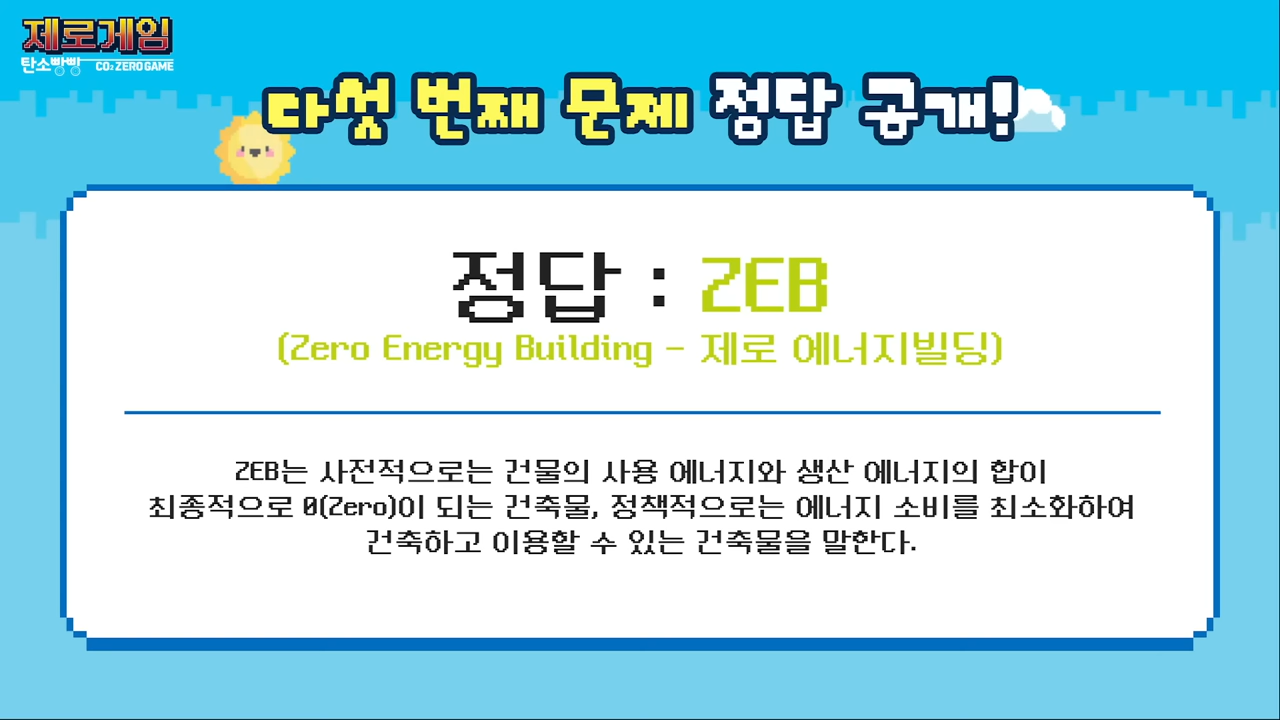 제로게임
탄소빵빵 CO₂ ZERO GAME
다섯 번째 문제 정답 공개!
정답 : ZEB
(Zero Energy Building - 제로 에너지빌딩)
ZEB는 사전적으로는 건물의 사용 에너지와 생산 에너지의 합이
최종적으로 0(Zero)이 되는 건축물, 정책적으로는 에너지 소비를 최소화하여
건축하고 이용할 수 있는 건축물을 말한다.